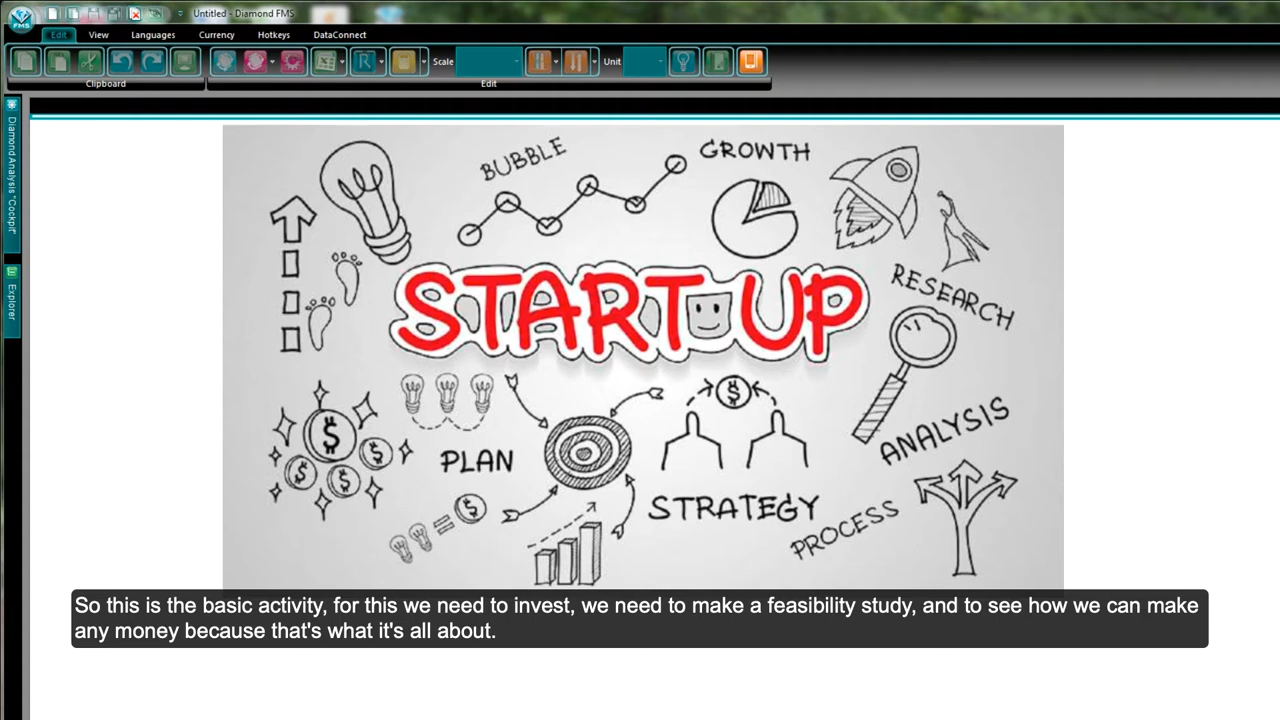 Untitled - Diamond FMS
FMS
Edit View Languages Currency Hotkeys DataConnect
Scale Unit
Clipboard Edit
Diamond Analysis "Cockpit"
Explorer
BUBBLE
GROWTH
START UP
RESEARCH
ANALYSIS
PLAN
STRATEGY
PROCESS
$
$
$
$
$
$
So this is the basic activity, for this we need to invest, we need to make a feasibility study, and to see how we can make
any money because that's what it's all about.